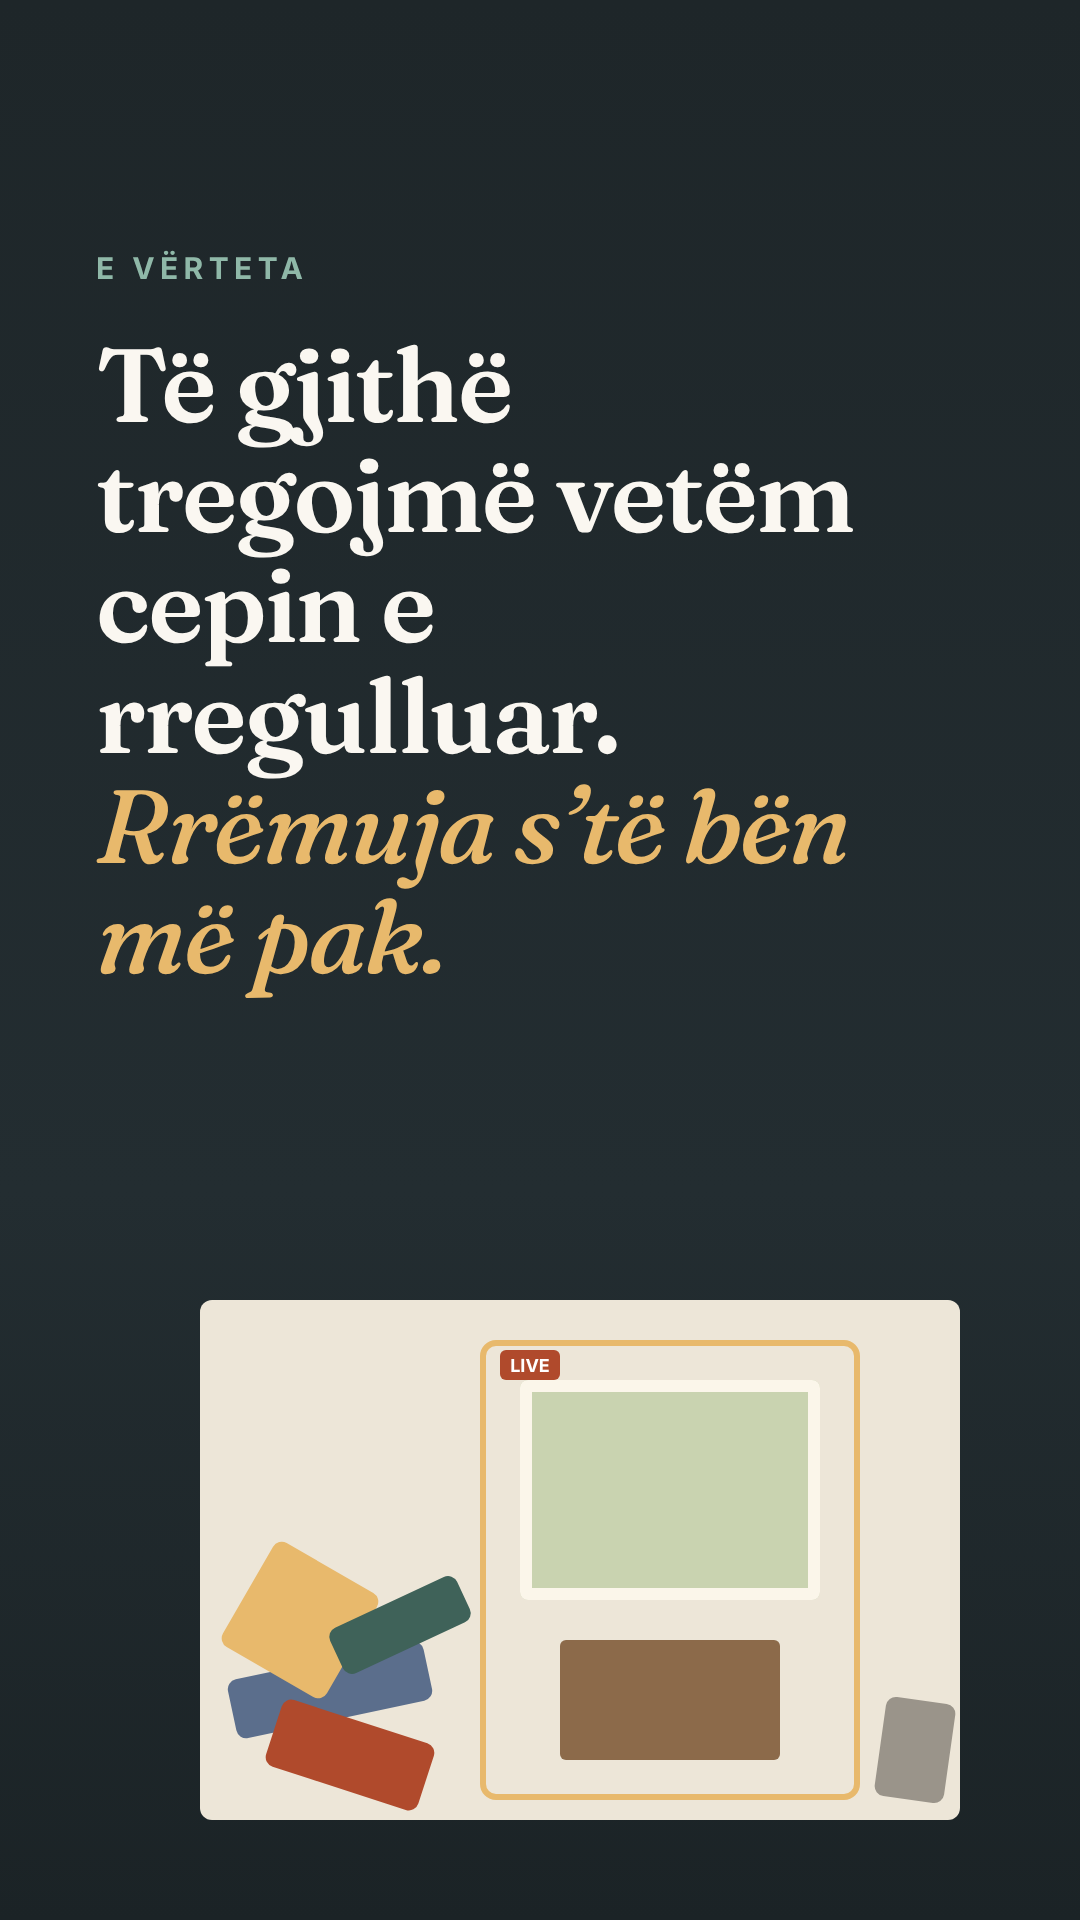 E VËRTETA
Të gjithë
tregojmë vetëm
cepin e
rregulluar.
Rrëmuja s’të bën
më pak.
LIVE